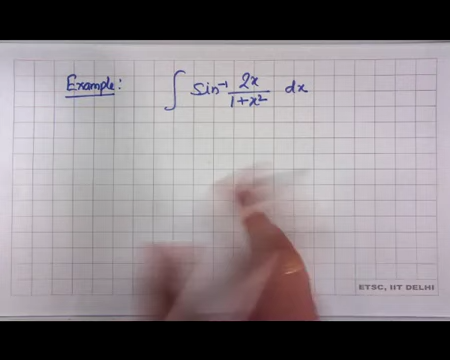 Example: ∫ Sin⁻¹ 2x/(1+x²) dx
ETSC, IIT DELHI